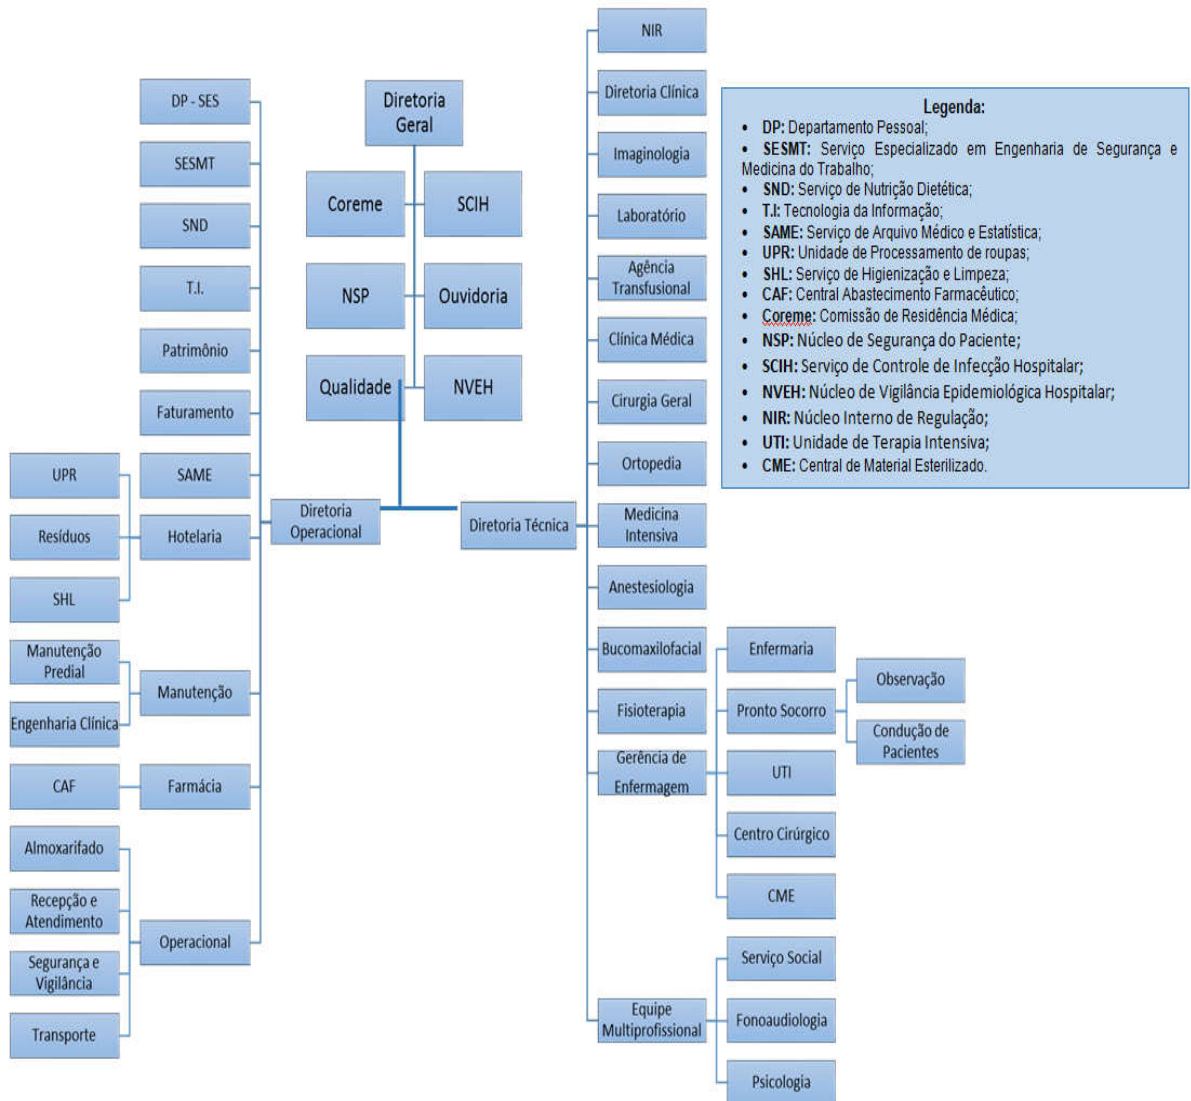 NIR
DP - SES
Diretoria
Geral
Diretoria Clínica
SESMT
Imaginologia
Coreme
SCIH
SND
Laboratório
T.I.
NSP
Ouvidoria
Agência
Transfusional
Patrimônio
Clínica Médica
Qualidade
NVEH
Faturamento
Cirurgia Geral
UPR
SAME
Ortopedia
Resíduos
Hotelaria
Diretoria
Operacional
Diretoria Técnica
Medicina
Intensiva
SHL
Anestesiologia
Manutenção
Predial
Bucomaxilofacial
Enfermaria
Manutenção
Observação
Engenharia Clínica
Fisioterapia
Pronto Socorro
Condução de
Pacientes
CAF
Farmácia
Gerência de
Enfermagem
UTI
Almoxarifado
Centro Cirúrgico
Recepção e
Atendimento
CME
Operacional
Segurança e
Vigilância
Serviço Social
Transporte
Equipe
Multiprofissional
Fonoaudiologia
Psicologia
Legenda:
• DP: Departamento Pessoal;
• SESMT: Serviço Especializado em Engenharia de Segurança e
Medicina do Trabalho;
• SND: Serviço de Nutrição Dietética;
• T.I: Tecnologia da Informação;
• SAME: Serviço de Arquivo Médico e Estatística;
• UPR: Unidade de Processamento de roupas;
• SHL: Serviço de Higienização e Limpeza;
• CAF: Central Abastecimento Farmacêutico;
• Coreme: Comissão de Residência Médica;
• NSP: Núcleo de Segurança do Paciente;
• SCIH: Serviço de Controle de Infecção Hospitalar;
• NVEH: Núcleo de Vigilância Epidemiológica Hospitalar;
• NIR: Núcleo Interno de Regulação;
• UTI: Unidade de Terapia Intensiva;
• CME: Central de Material Esterilizado.